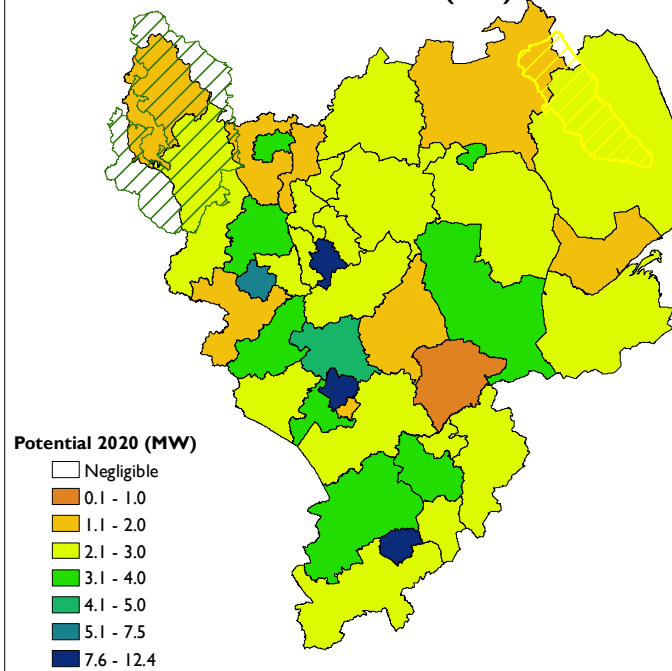 Potential 2020 (MW)
Negligible
0.1 - 1.0
1.1 - 2.0
2.1 - 3.0
3.1 - 4.0
4.1 - 5.0
5.1 - 7.5
7.6 - 12.4